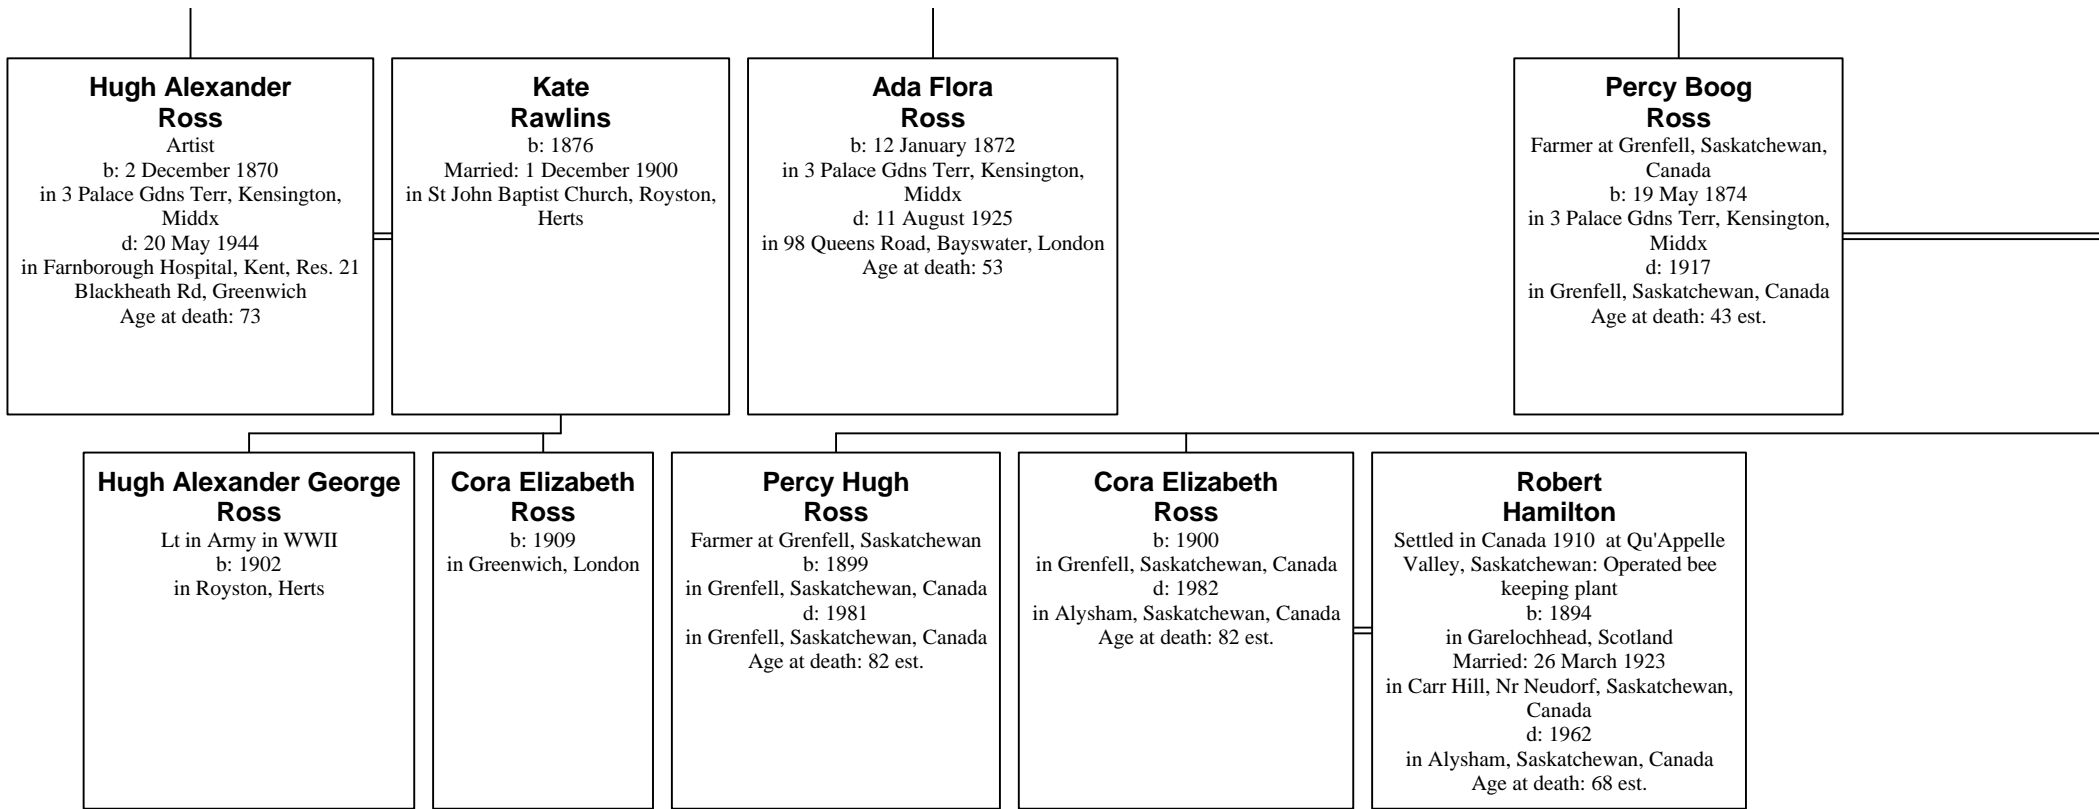 Hugh Alexander
Ross
Artist
b: 2 December 1870
in 3 Palace Gdns Terr, Kensington,
Middx
d: 20 May 1944
in Farnborough Hospital, Kent, Res. 21
Blackheath Rd, Greenwich
Age at death: 73
Kate
Rawlins
b: 1876
Married: 1 December 1900
in St John Baptist Church, Royston,
Herts
Ada Flora
Ross
b: 12 January 1872
in 3 Palace Gdns Terr, Kensington,
Middx
d: 11 August 1925
in 98 Queens Road, Bayswater, London
Age at death: 53
Percy Boog
Ross
Farmer at Grenfell, Saskatchewan,
Canada
b: 19 May 1874
in 3 Palace Gdns Terr, Kensington,
Middx
d: 1917
in Grenfell, Saskatchewan, Canada
Age at death: 43 est.
Hugh Alexander George
Ross
Lt in Army in WWII
b: 1902
in Royston, Herts
Cora Elizabeth
Ross
b: 1909
in Greenwich, London
Percy Hugh
Ross
Farmer at Grenfell, Saskatchewan
b: 1899
in Grenfell, Saskatchewan, Canada
d: 1981
in Grenfell, Saskatchewan, Canada
Age at death: 82 est.
Cora Elizabeth
Ross
b: 1900
in Grenfell, Saskatchewan, Canada
d: 1982
in Alysham, Saskatchewan, Canada
Age at death: 82 est.
Robert
Hamilton
Settled in Canada 1910 at Qu'Appelle
Valley, Saskatchewan: Operated bee
keeping plant
b: 1894
in Garelochhead, Scotland
Married: 26 March 1923
in Carr Hill, Nr Neudorf, Saskatchewan,
Canada
d: 1962
in Alysham, Saskatchewan, Canada
Age at death: 68 est.